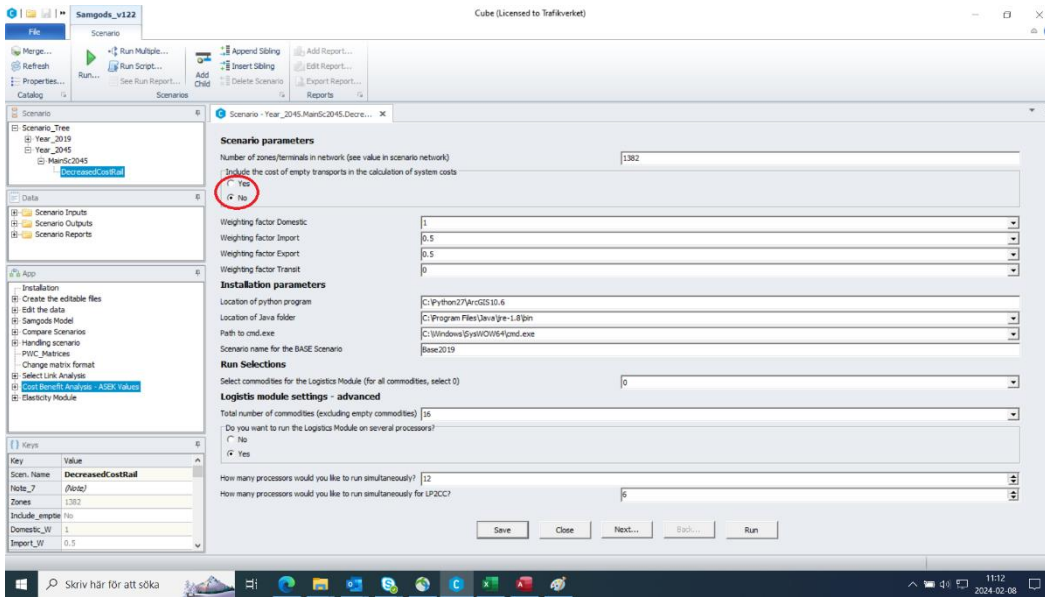 Samgods_v122
Cube (Licensed to Trafikverket)
File
Scenario
Merge...
Refresh
Properties...
Catalog
Run...
Run Multiple...
Run Script...
See Run Report...
Scenarios
Add Child
Append Sibling
Insert Sibling
Delete Scenario
Add Report...
Edit Report...
Export Report...
Reports
Scenario
Scenario_Tree
Year_2019
Year_2045
MainSc2045
DecreasedCostRail
Data
Scenario Inputs
Scenario Outputs
Scenario Reports
App
Installation
Create the editable files
Edit the data
Samgods Model
Compare Scenarios
Handling scenario
PWC_Matrices
Change matrix format
Select Link Analysis
Cost Benefit Analysis - ASEK Values
Elasticity Module
Keys
Key Value
Scen. Name DecreasedCostRail
Note_7 (Note)
Zones 1382
Include_emptie No
Domestic_W 1
Import_W 0.5
Scenario - Year_2045.MainSc2045.Decre...
Scenario parameters
Number of zones/terminals in network (see value in scenario network) 1382
Include the cost of empty transports in the calculation of system costs
Yes
No
Weighting factor Domestic 1
Weighting factor Import 0.5
Weighting factor Export 0.5
Weighting factor Transit 0
Installation parameters
Location of python program C:\Python27\ArcGIS10.6
Location of Java folder C:\Program Files\Java\jre-1.8\bin
Path to cmd.exe C:\Windows\SysWOW64\cmd.exe
Scenario name for the BASE Scenario Base2019
Run Selections
Select commodities for the Logistics Module (for all commodities, select 0) 0
Logistis module settings - advanced
Total number of commodities (excluding empty commodities) 16
Do you want to run the Logistics Module on several processors?
No
Yes
How many processors would you like to run simultaneously? 12
How many processors would you like to run simultaneously for LP2CC? 6
Save Close Next... Back... Run
Skriv här för att söka
11:12
2024-02-08